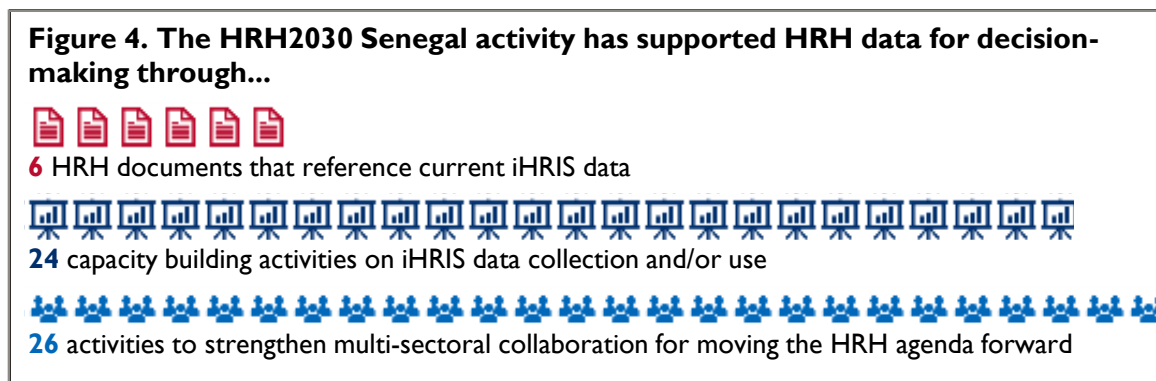 Figure 4. The HRH2030 Senegal activity has supported HRH data for decision-
making through...
6 HRH documents that reference current iHRIS data
24 capacity building activities on iHRIS data collection and/or use
26 activities to strengthen multi-sectoral collaboration for moving the HRH agenda forward